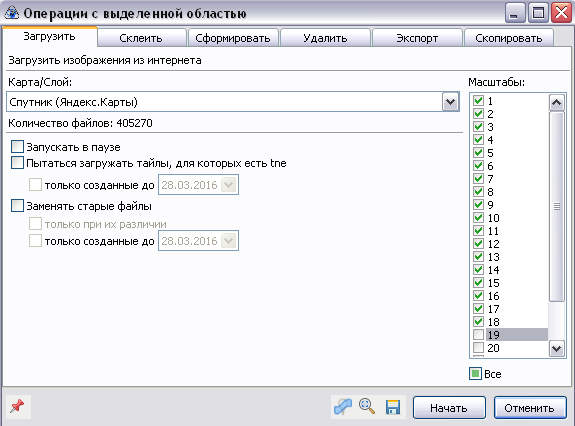 Операции с выделенной областью
Загрузить Склеить Сформировать Удалить Экспорт Скопировать
Загрузить изображения из интернета
Карта/Слой:
Спутник (Яндекс.Карты)
Количество файлов: 405270
Запускать в паузе
Пытаться загружать тайлы, для которых есть tne
только созданные до 28.03.2016
Заменять старые файлы
только при их различии
только созданные до 28.03.2016
Масштабы:
1
2
3
4
5
6
7
8
9
10
11
12
13
14
15
16
17
18
19
20
Все
Начать Отменить